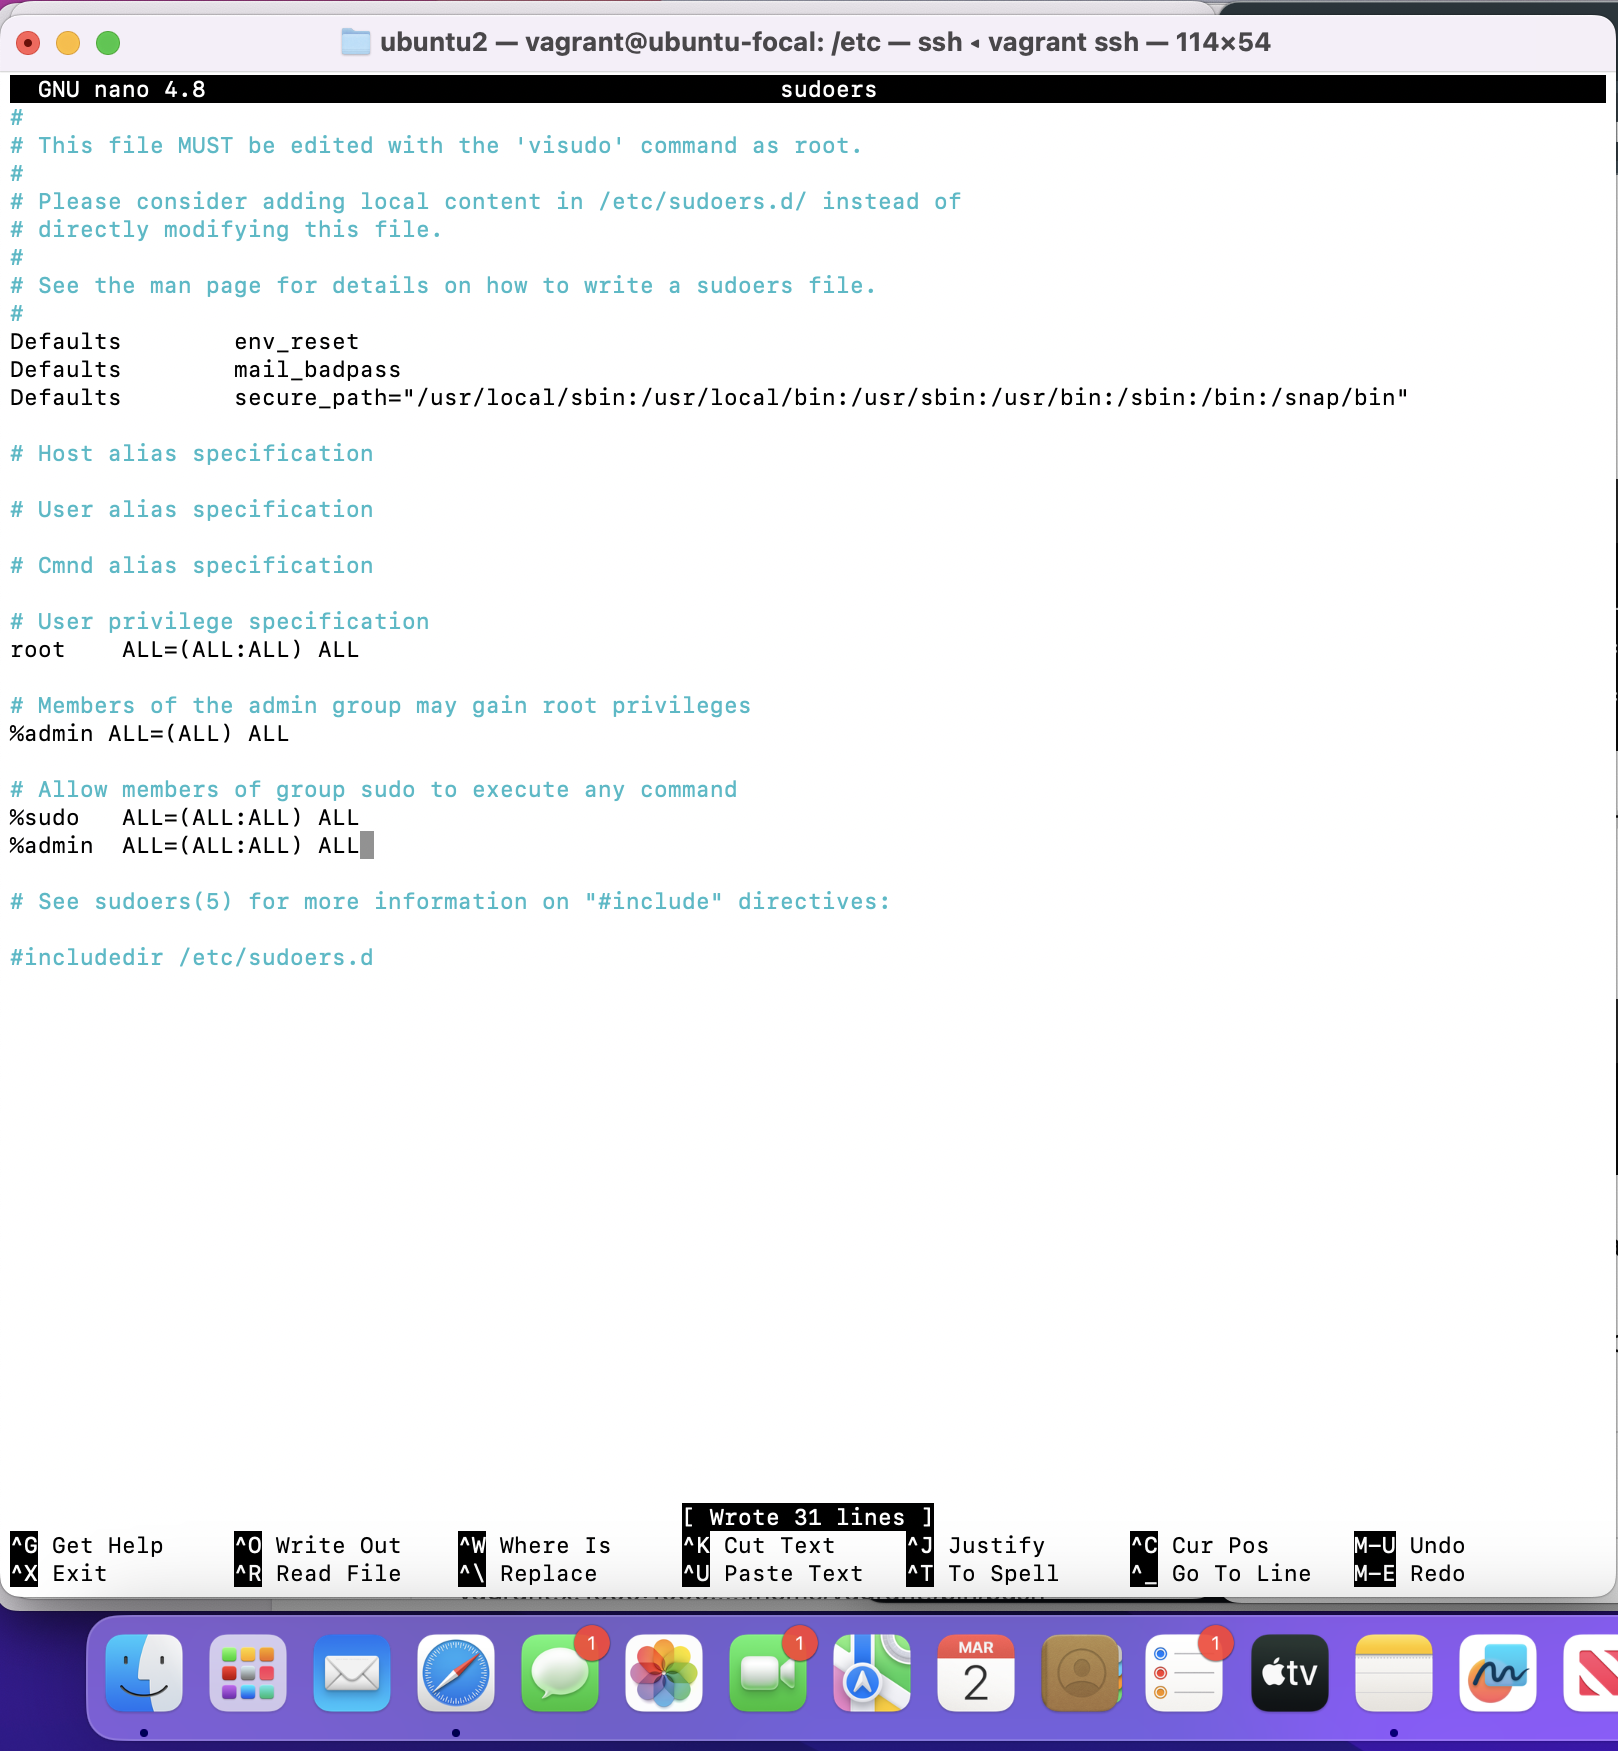 ubuntu2 — vagrant@ubuntu-focal: /etc — ssh ◂ vagrant ssh — 114×54
GNU nano 4.8 sudoers
#
# This file MUST be edited with the 'visudo' command as root.
#
# Please consider adding local content in /etc/sudoers.d/ instead of
# directly modifying this file.
#
# See the man page for details on how to write a sudoers file.
#
Defaults        env_reset
Defaults        mail_badpass
Defaults        secure_path="/usr/local/sbin:/usr/local/bin:/usr/sbin:/usr/bin:/sbin:/bin:/snap/bin"
# Host alias specification
# User alias specification
# Cmnd alias specification
# User privilege specification
root    ALL=(ALL:ALL) ALL
# Members of the admin group may gain root privileges
%admin ALL=(ALL) ALL
# Allow members of group sudo to execute any command
%sudo   ALL=(ALL:ALL) ALL
%admin  ALL=(ALL:ALL) ALL
# See sudoers(5) for more information on "#include" directives:
#includedir /etc/sudoers.d
[ Wrote 31 lines ]
^G Get Help ^O Write Out ^W Where Is ^K Cut Text ^J Justify ^C Cur Pos M-U Undo
^X Exit ^R Read File ^\ Replace ^U Paste Text ^T To Spell ^_ Go To Line M-E Redo
1 1 MAR 1
2 tv